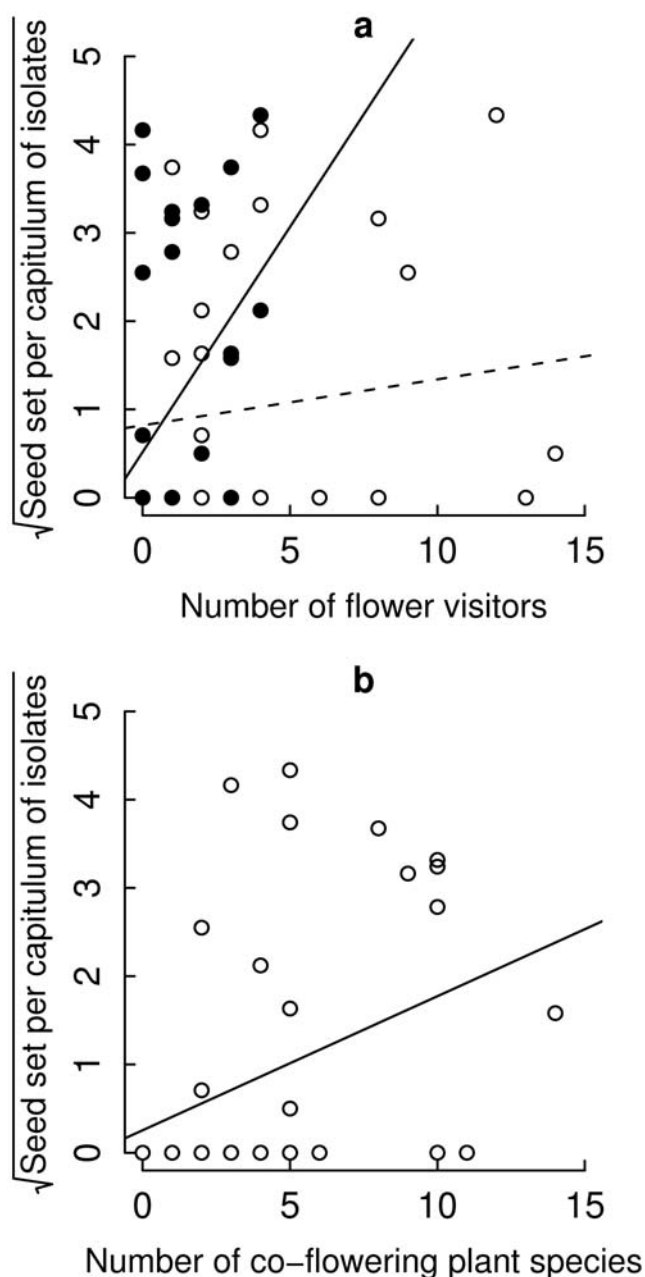 a
√Seed set per capitulum of isolates
5
4
3
2
1
0
0 5 10 15
Number of flower visitors
b
√Seed set per capitulum of isolates
5
4
3
2
1
0
0 5 10 15
Number of co−flowering plant species